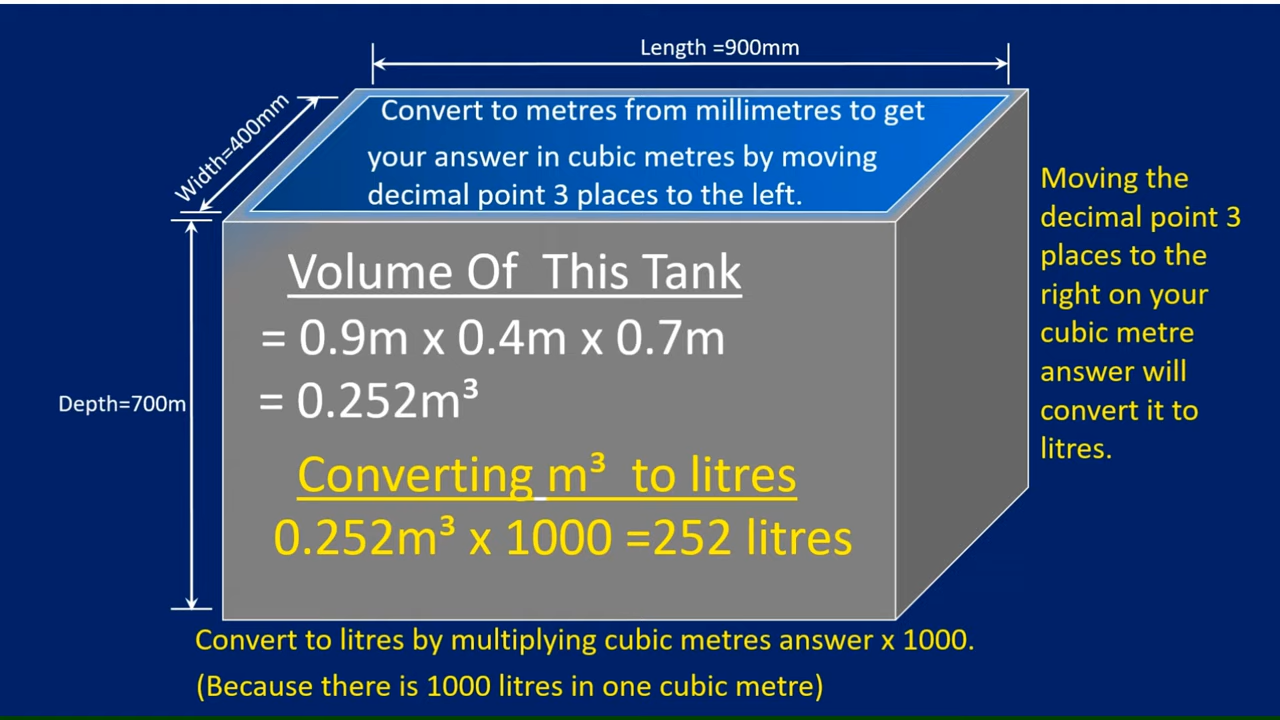 Length =900mm
Width=400mm
Convert to metres from millimetres to get
your answer in cubic metres by moving
decimal point 3 places to the left.
Volume Of This Tank
= 0.9m x 0.4m x 0.7m
= 0.252m³
Depth=700m
Converting m³ to litres
0.252m³ x 1000 =252 litres
Moving the
decimal point 3
places to the
right on your
cubic metre
answer will
convert it to
litres.
Convert to litres by multiplying cubic metres answer x 1000.
(Because there is 1000 litres in one cubic metre)